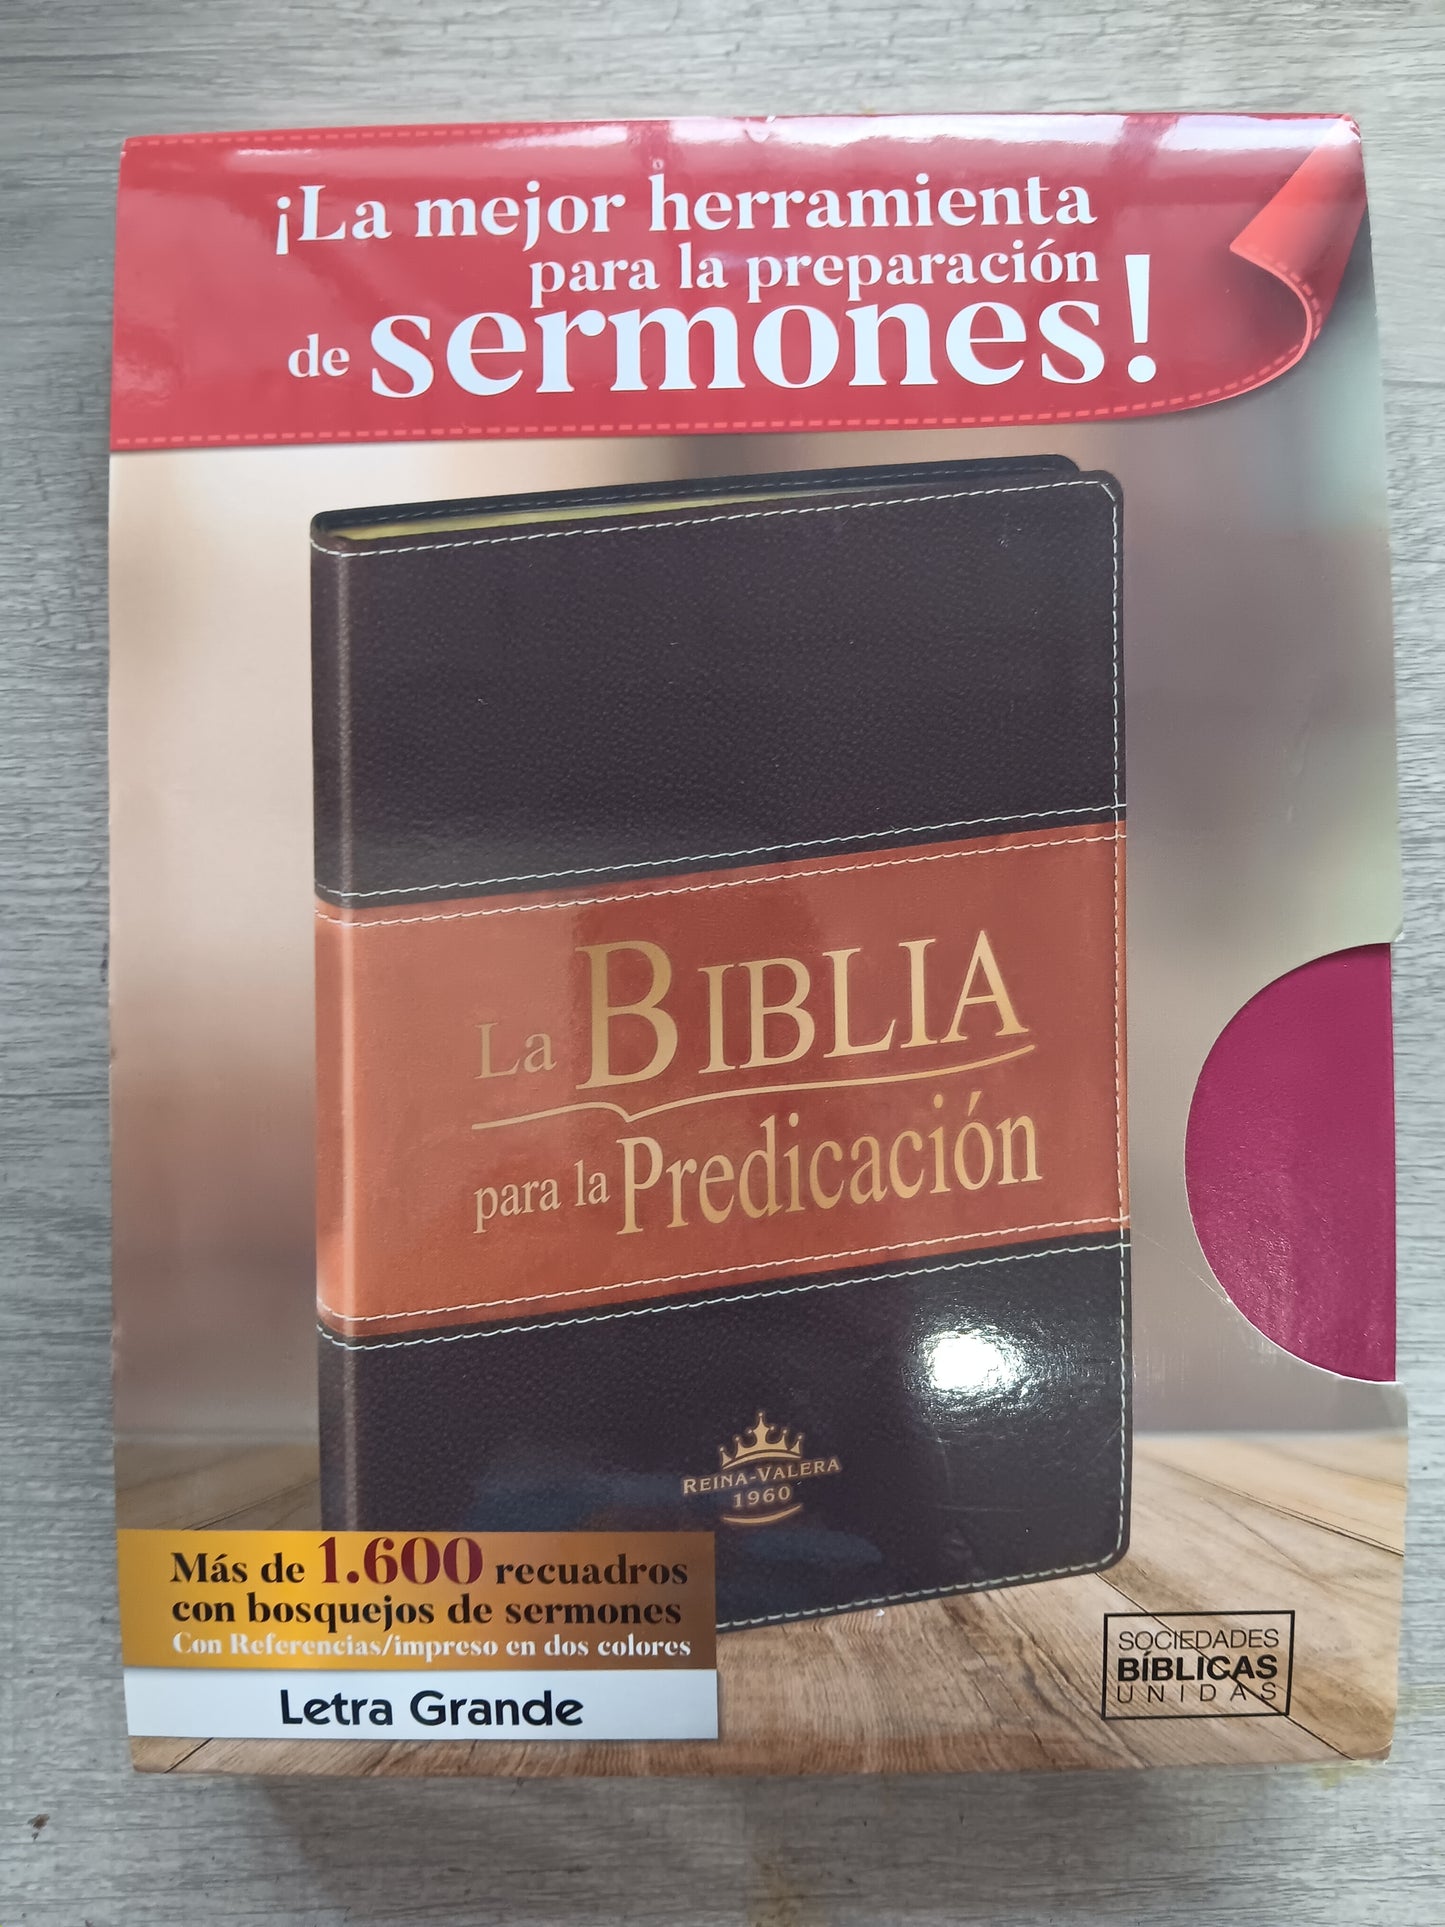 ¡La mejor herramienta
para la preparación
de sermones!
La BIBLIA
para la Predicación
REINA-VALERA
1960
Más de 1.600 recuadros
con bosquejos de sermones
Con Referencias/impreso en dos colores
Letra Grande
SOCIEDADES
BÍBLICAS
UNIDAS